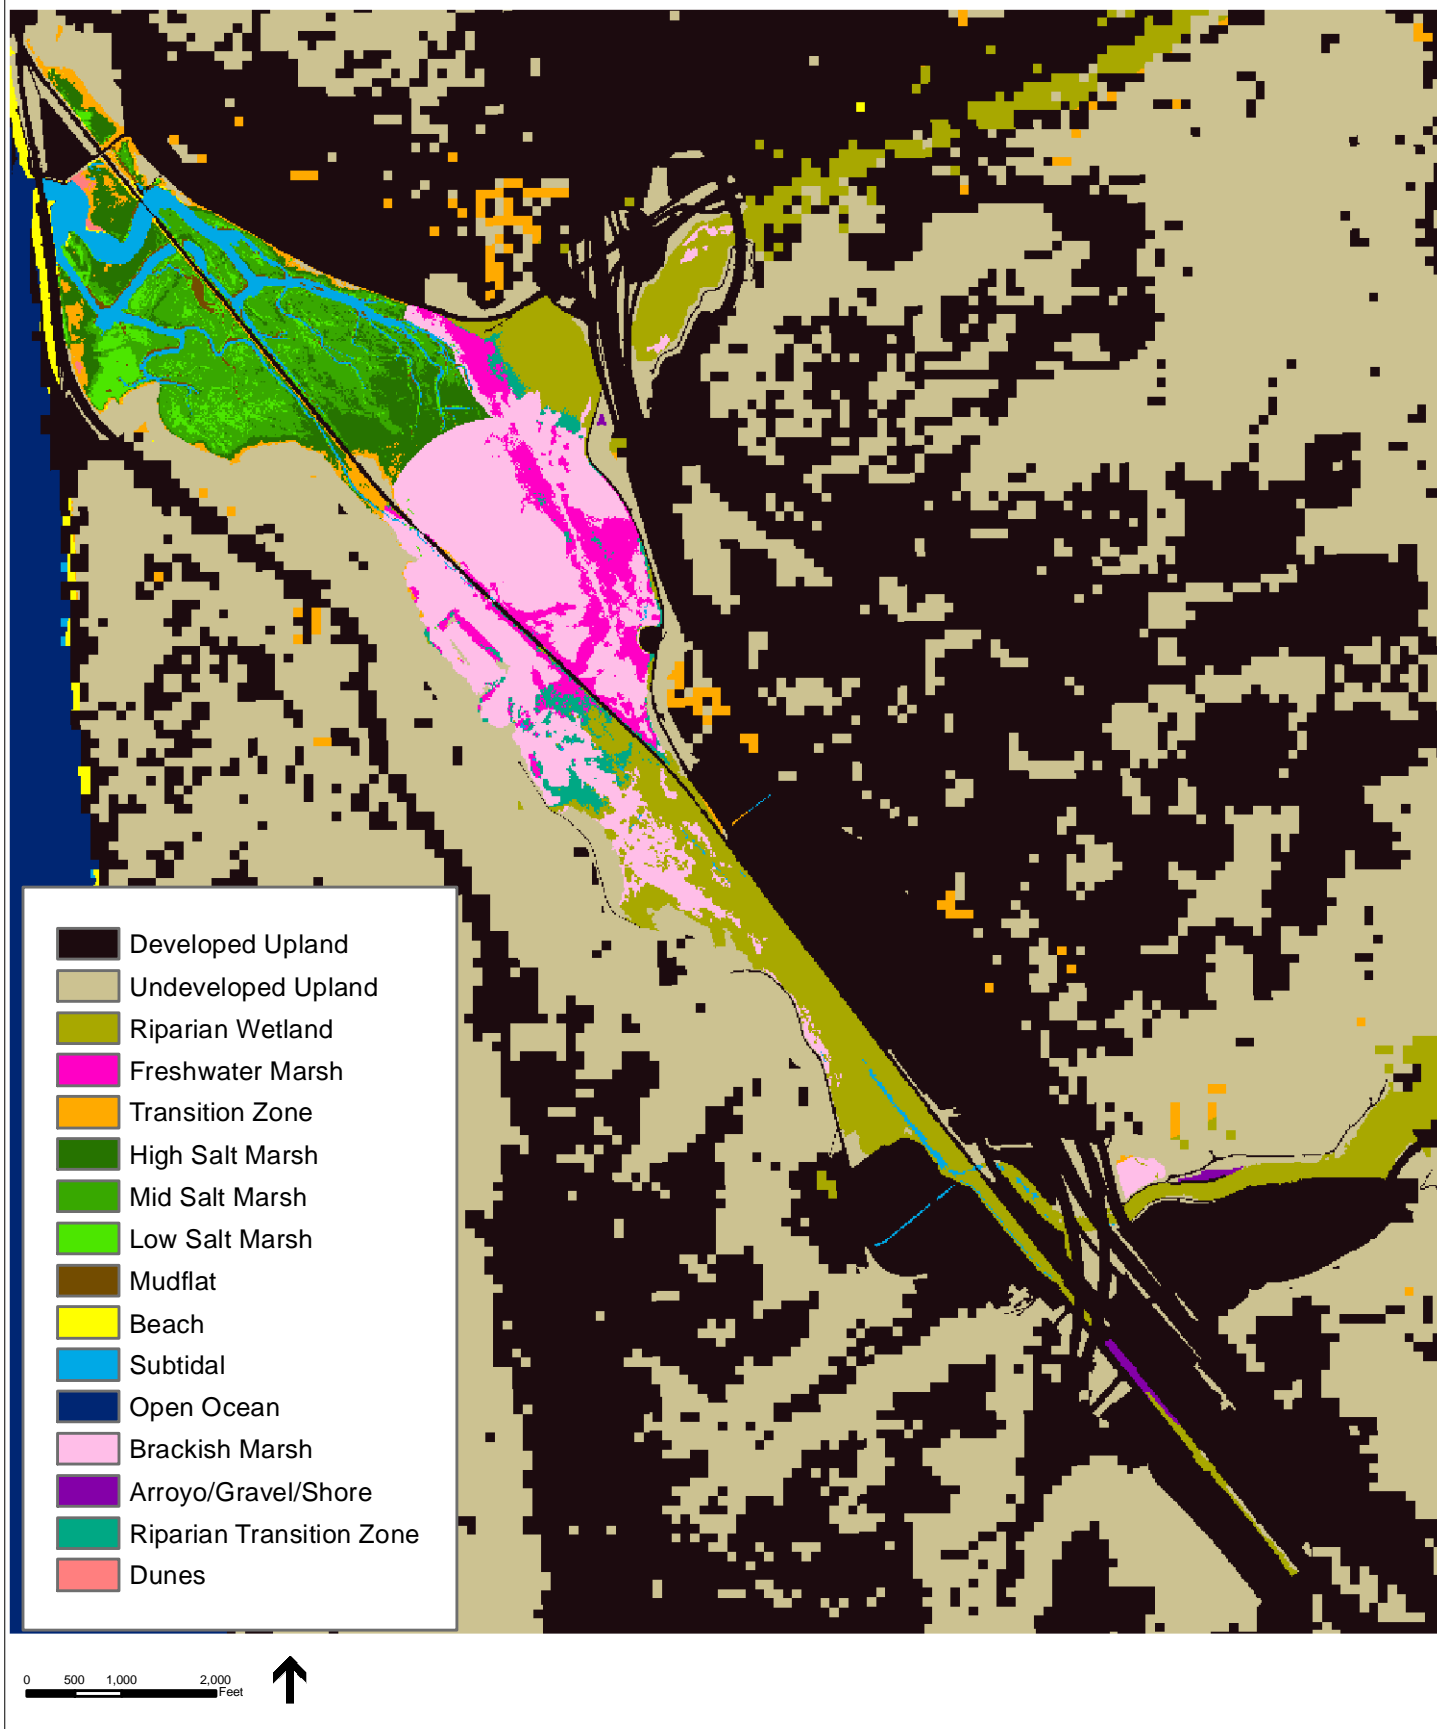 Developed Upland
Undeveloped Upland
Riparian Wetland
Freshwater Marsh
Transition Zone
High Salt Marsh
Mid Salt Marsh
Low Salt Marsh
Mudflat
Beach
Subtidal
Open Ocean
Brackish Marsh
Arroyo/Gravel/Shore
Riparian Transition Zone
Dunes
0 500 1,000 2,000
Feet